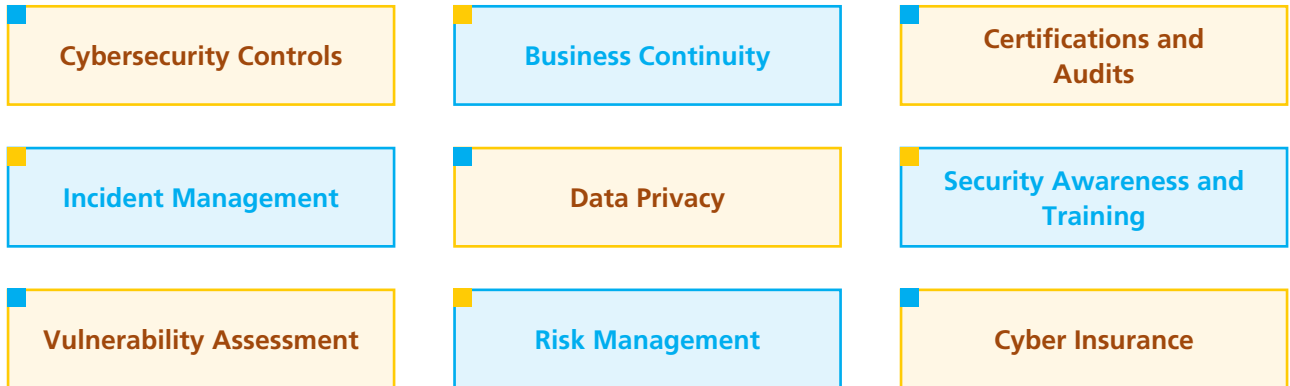 Cybersecurity Controls
Business Continuity
Certifications and
Audits
Incident Management
Data Privacy
Security Awareness and
Training
Vulnerability Assessment
Risk Management
Cyber Insurance